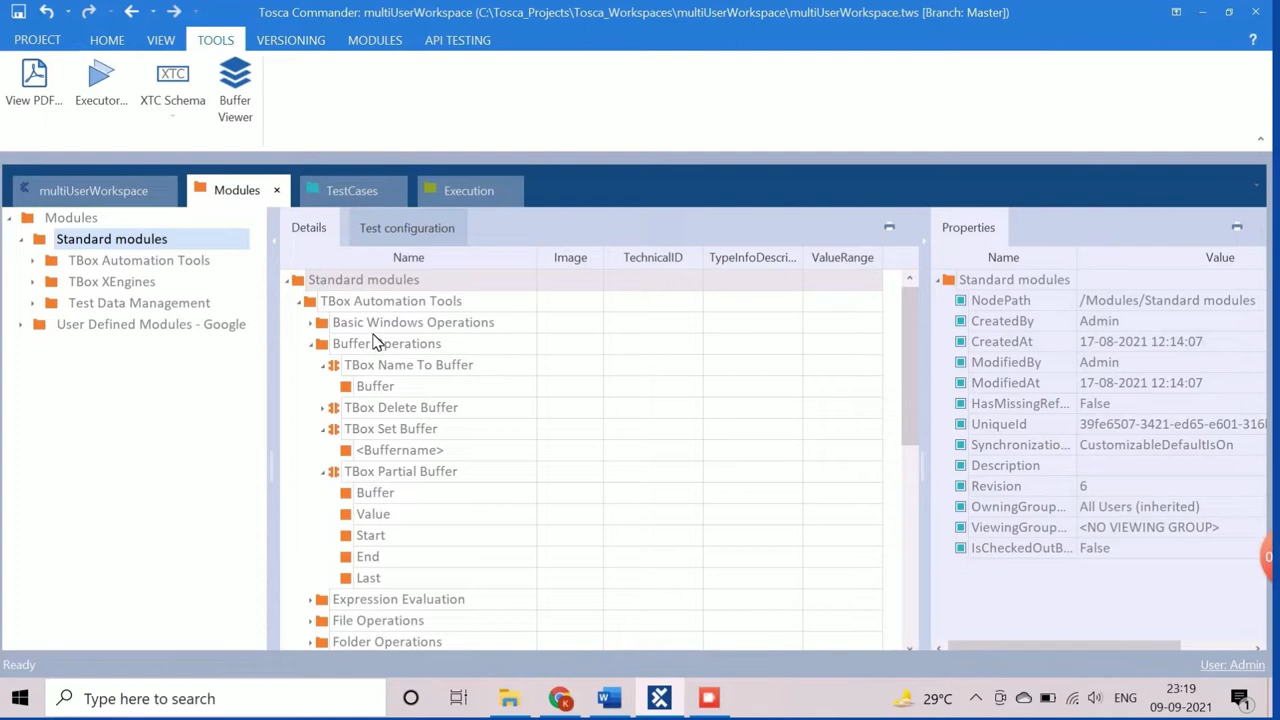 Tosca Commander: multiUserWorkspace (C:\Tosca_Projects\Tosca_Workspaces\multiUserWorkspace\multiUserWorkspace.tws [Branch: Master])
PROJECT HOME VIEW TOOLS VERSIONING MODULES API TESTING ?
XTC
View PDF... Executor... XTC Schema Buffer Viewer
multiUserWorkspace Modules × TestCases Execution
Modules
Standard modules
TBox Automation Tools
TBox XEngines
Test Data Management
User Defined Modules - Google
Details Test configuration
Name Image TechnicalID TypeInfoDescri... ValueRange
Standard modules
TBox Automation Tools
Basic Windows Operations
Buffer Operations
TBox Name To Buffer
Buffer
TBox Delete Buffer
TBox Set Buffer
<Buffername>
TBox Partial Buffer
Buffer
Value
Start
End
Last
Expression Evaluation
File Operations
Folder Operations
Properties
Name Value
Standard modules
NodePath /Modules/Standard modules
CreatedBy Admin
CreatedAt 17-08-2021 12:14:07
ModifiedBy Admin
ModifiedAt 17-08-2021 12:14:07
HasMissingRef... False
UniqueId 39fe6507-3421-ed65-e601-316
Synchronizatio... CustomizableDefaultIsOn
Description
Revision 6
OwningGroup... All Users (inherited)
ViewingGroup... <NO VIEWING GROUP>
IsCheckedOutB... False
Ready User: Admin
Type here to search 29°C ENG 23:19
09-09-2021 1